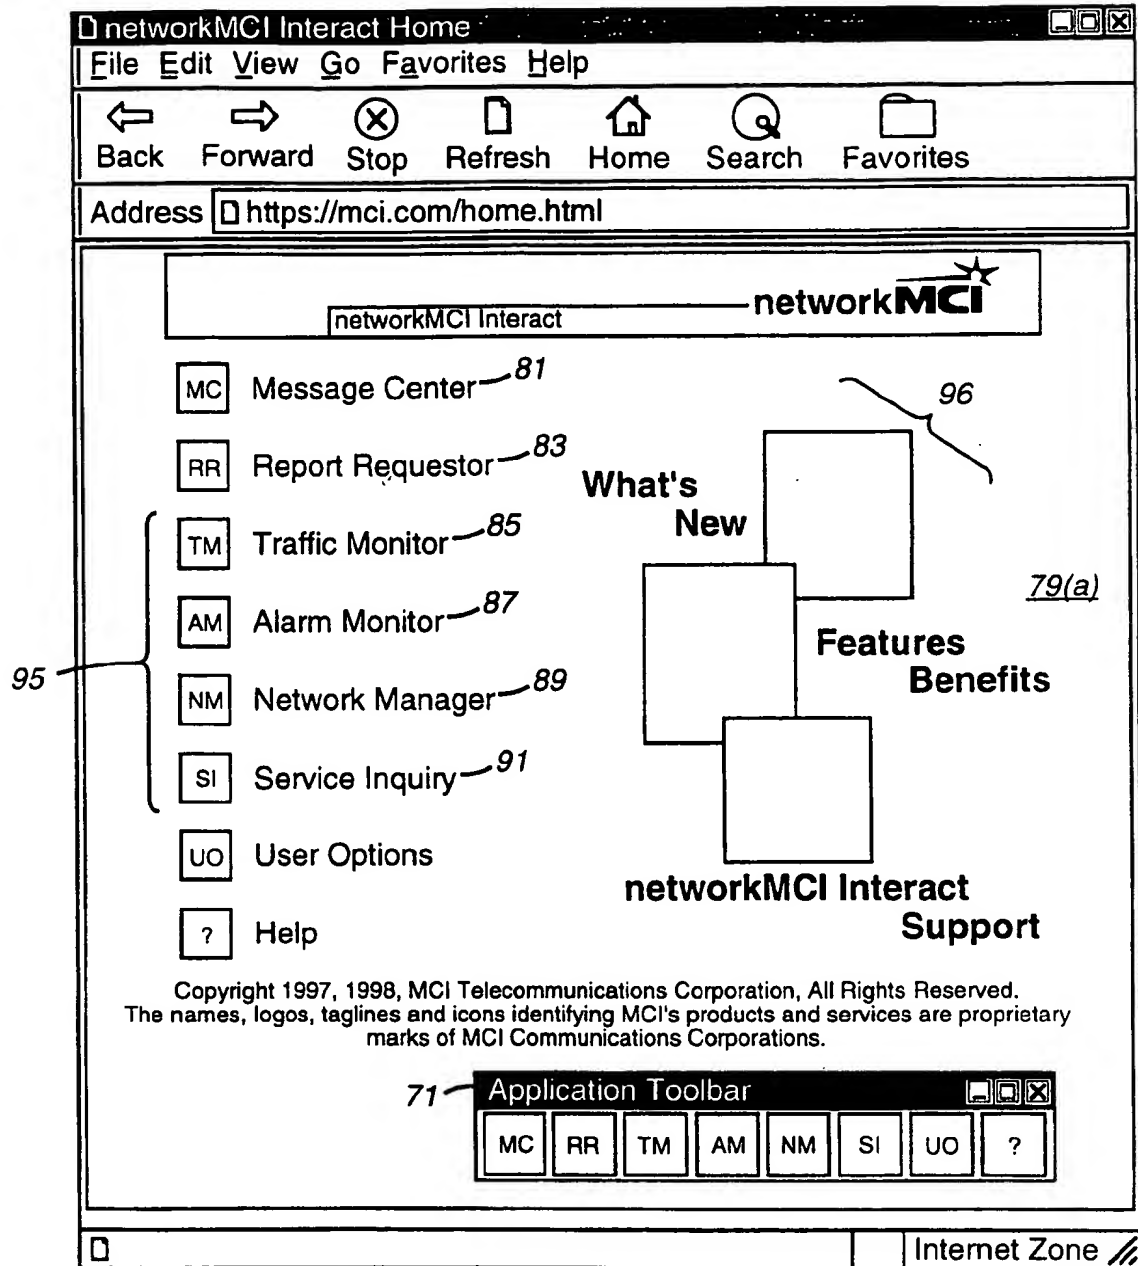 networkMCI Interact Home
File Edit View Go Favorites Help
Back Forward Stop Refresh Home Search Favorites
Address https://mci.com/home.html
networkMCI Interact
networkMCI
MC Message Center 81
RR Report Requestor 83
TM Traffic Monitor 85
AM Alarm Monitor 87
NM Network Manager 89
SI Service Inquiry 91
UO User Options
? Help
95
96
What's
New
79(a)
Features
Benefits
networkMCI Interact
Support
Copyright 1997, 1998, MCI Telecommunications Corporation, All Rights Reserved.
The names, logos, taglines and icons identifying MCI's products and services are proprietary
marks of MCI Communications Corporations.
71
Application Toolbar
MC RR TM AM NM SI UO ?
Internet Zone